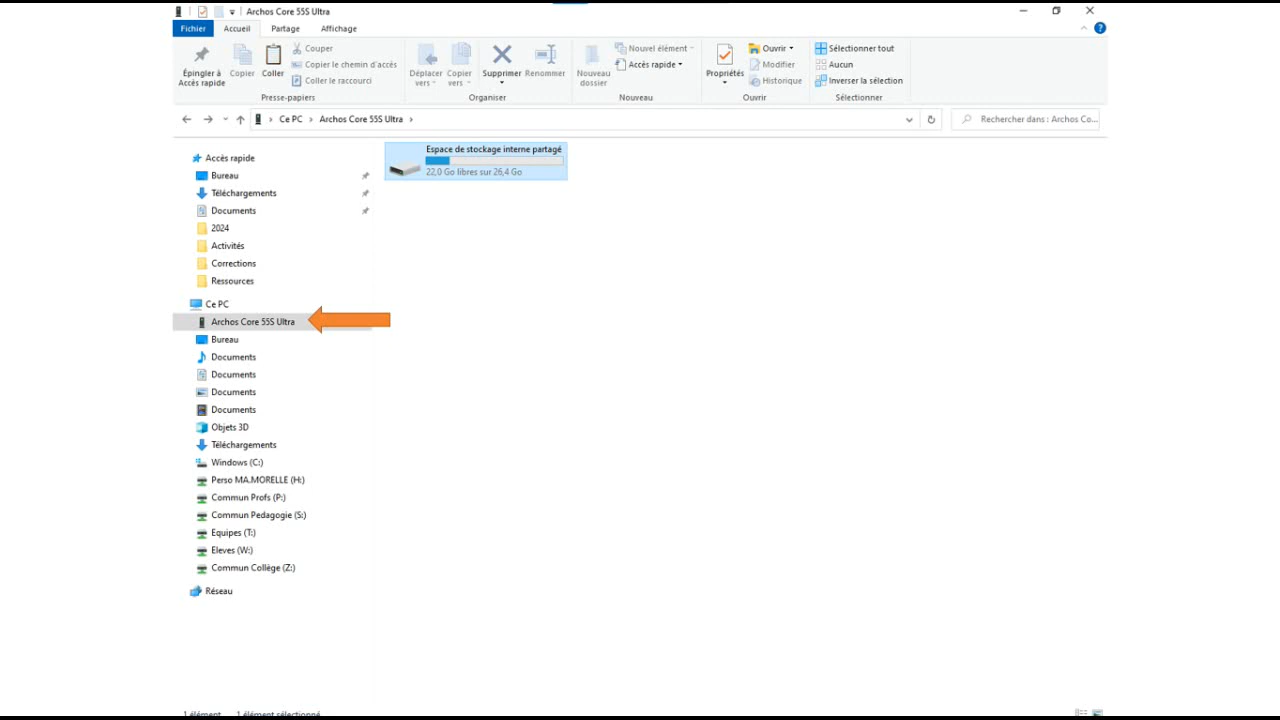 Archos Core 55S Ultra
Fichier
Accueil
Partage
Affichage
Épingler à
Accès rapide
Copier
Coller
Couper
Copier le chemin d'accès
Coller le raccourci
Presse-papiers
Déplacer
vers
Copier
vers
Supprimer
Renommer
Organiser
Nouveau
dossier
Nouvel élément
Accès rapide
Nouveau
Propriétés
Ouvrir
Modifier
Historique
Ouvrir
Sélectionner tout
Aucun
Inverser la sélection
Sélectionner
Ce PC > Archos Core 55S Ultra >
Rechercher dans : Archos Co...
Accès rapide
Bureau
Téléchargements
Documents
2024
Activités
Corrections
Ressources
Ce PC
Archos Core 55S Ultra
Bureau
Documents
Documents
Documents
Documents
Objets 3D
Téléchargements
Windows (C:)
Perso MA.MORELLE (H:)
Commun Profs (P:)
Commun Pedagogie (S:)
Equipes (T:)
Eleves (W:)
Commun Collège (Z:)
Réseau
Espace de stockage interne partagé
22,0 Go libres sur 26,4 Go
1 élément
1 élément sélectionné